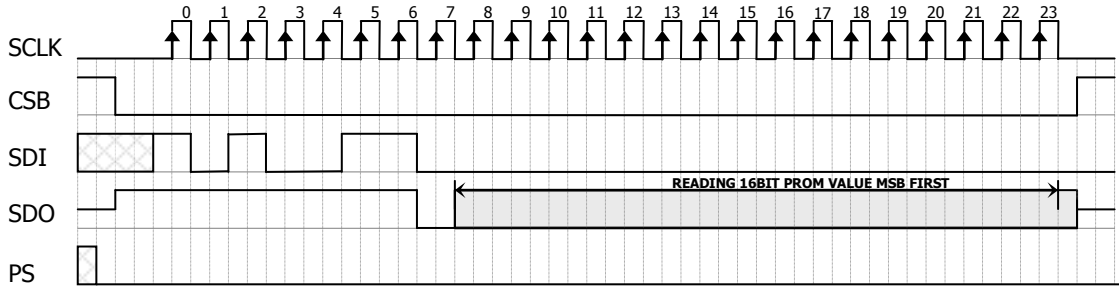 0 1 2 3 4 5 6 7 8 9 10 11 12 13 14 15 16 17 18 19 20 21 22 23
SCLK
CSB
SDI
READING 16BIT PROM VALUE MSB FIRST
SDO
PS